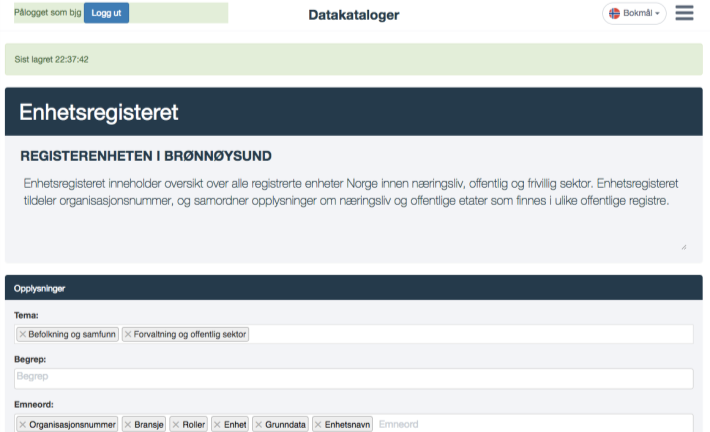 Pålogget som bjg Logg ut Datakataloger Bokmål
Sist lagret 22:37:42
Enhetsregisteret
REGISTERENHETEN I BRØNNØYSUND
Enhetsregisteret inneholder oversikt over alle registrerte enheter Norge innen næringsliv, offentlig og frivillig sektor. Enhetsregisteret
tildeler organisasjonsnummer, og samordner opplysninger om næringsliv og offentlige etater som finnes i ulike offentlige registre.
Opplysninger
Tema:
× Befolkning og samfunn × Forvaltning og offentlig sektor
Begrep:
Begrep
Emneord:
× Organisasjonsnummer × Bransje × Roller × Enhet × Grunndata × Enhetsnavn Emneord